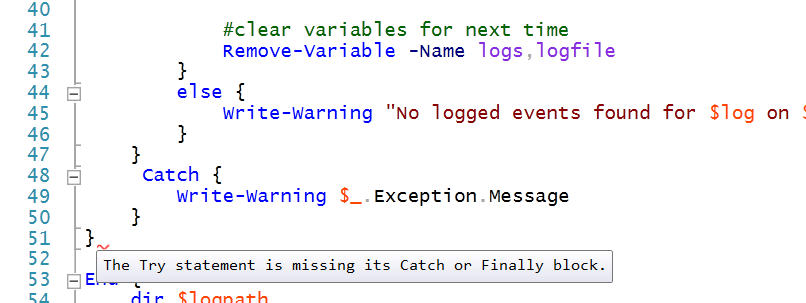 40
41 #clear variables for next time
42 Remove-Variable -Name logs,logfile
43 }
44 else {
45 Write-Warning "No logged events found for $log on $
46 }
47 }
48 Catch {
49 Write-Warning $_.Exception.Message
50 }
51 }
52
The Try statement is missing its Catch or Finally block.
53 End {
54 dir $logpath